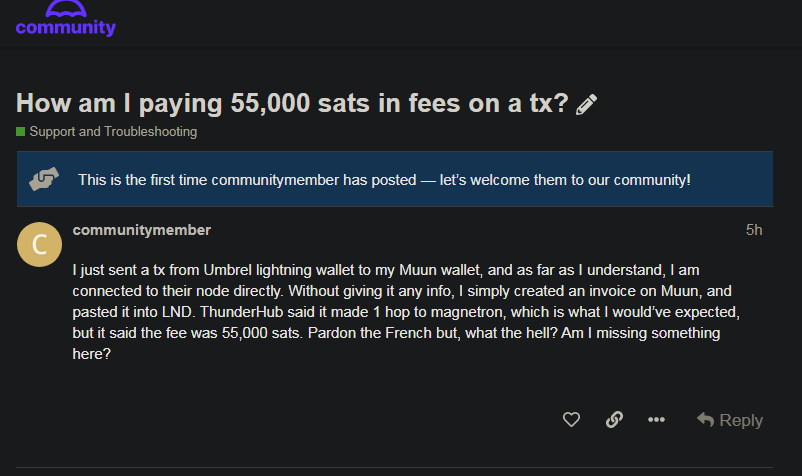 community
How am I paying 55,000 sats in fees on a tx?
Support and Troubleshooting
This is the first time communitymember has posted — let's welcome them to our community!
C
communitymember 5h
I just sent a tx from Umbrel lightning wallet to my Muun wallet, and as far as I understand, I am
connected to their node directly. Without giving it any info, I simply created an invoice on Muun, and
pasted it into LND. ThunderHub said it made 1 hop to magnetron, which is what I would've expected,
but it said the fee was 55,000 sats. Pardon the French but, what the hell? Am I missing something
here?
Reply